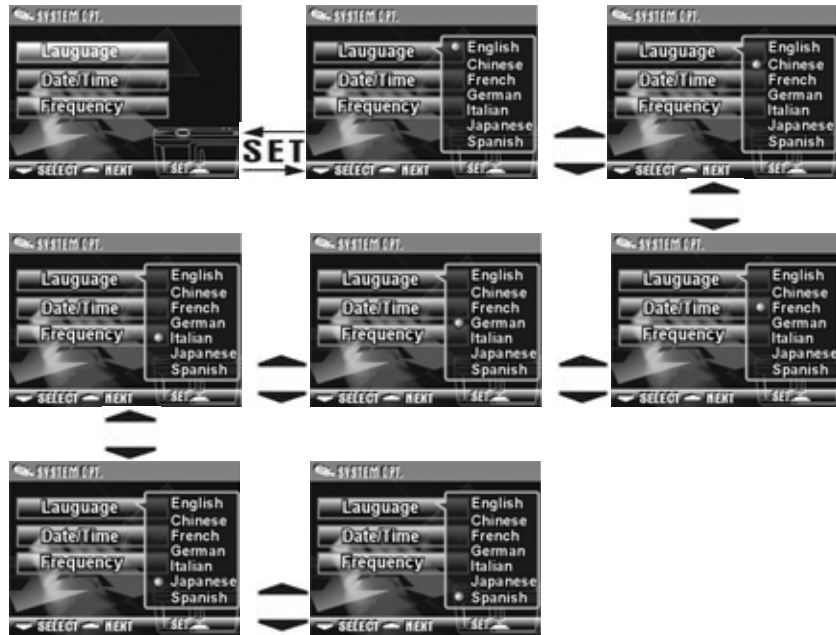 SYSTEM OPT.
Lauguage
Date/Time
Frequency
SELECT NEXT SET
SET
SYSTEM OPT.
Lauguage
Date/Time
Frequency
English
Chinese
French
German
Italian
Japanese
Spanish
SELECT NEXT SET
SYSTEM OPT.
Lauguage
Date/Time
Frequency
English
Chinese
French
German
Italian
Japanese
Spanish
SELECT NEXT SET
SYSTEM OPT.
Lauguage
Date/Time
Frequency
English
Chinese
French
German
Italian
Japanese
Spanish
SELECT NEXT SET
SYSTEM OPT.
Lauguage
Date/Time
Frequency
English
Chinese
French
German
Italian
Japanese
Spanish
SELECT NEXT SET
SYSTEM OPT.
Lauguage
Date/Time
Frequency
English
Chinese
French
German
Italian
Japanese
Spanish
SELECT NEXT SET
SYSTEM OPT.
Lauguage
Date/Time
Frequency
English
Chinese
French
German
Italian
Japanese
Spanish
SELECT NEXT SET
SYSTEM OPT.
Lauguage
Date/Time
Frequency
English
Chinese
French
German
Italian
Japanese
Spanish
SELECT NEXT SET